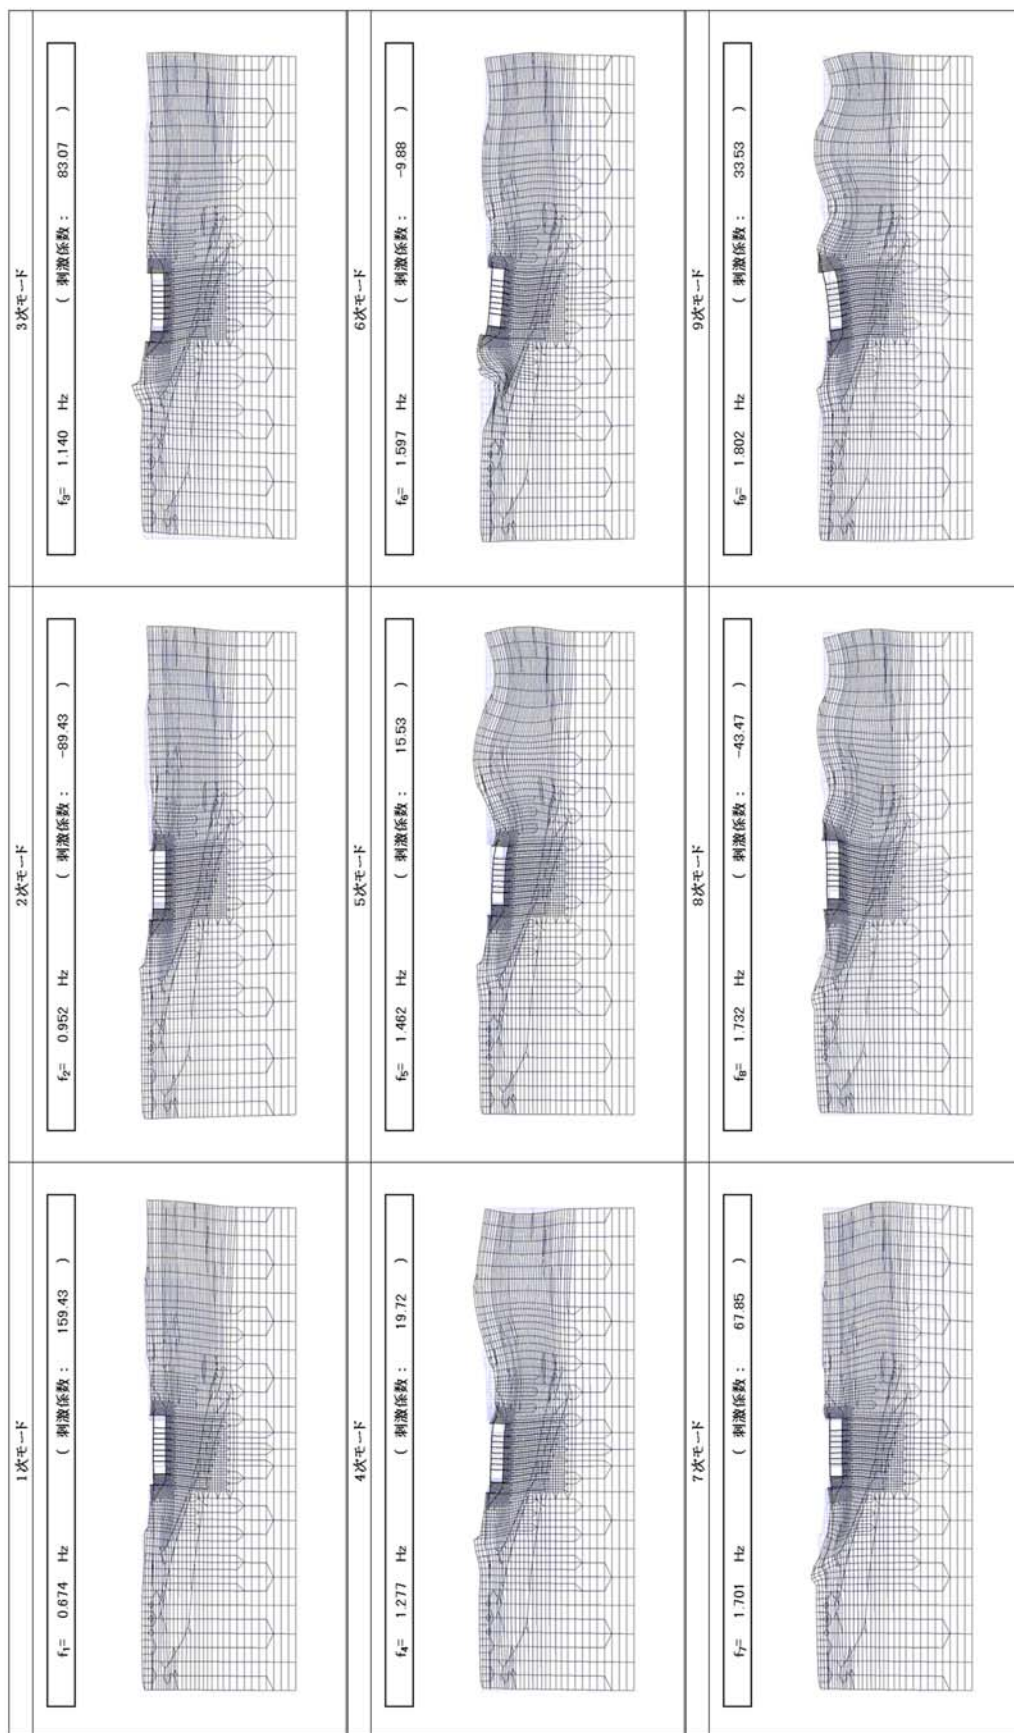 1次モード
f₁= 0.674 Hz ( 刺激係数 : 159.43 )
2次モード
f₂= 0.952 Hz ( 刺激係数 : -89.43 )
3次モード
f₃= 1.140 Hz ( 刺激係数 : 83.07 )
4次モード
f₄= 1.277 Hz ( 刺激係数 : 19.72 )
5次モード
f₅= 1.462 Hz ( 刺激係数 : 15.53 )
6次モード
f₆= 1.597 Hz ( 刺激係数 : -9.88 )
7次モード
f₇= 1.701 Hz ( 刺激係数 : 67.85 )
8次モード
f₈= 1.732 Hz ( 刺激係数 : -43.47 )
9次モード
f₉= 1.802 Hz ( 刺激係数 : 33.53 )